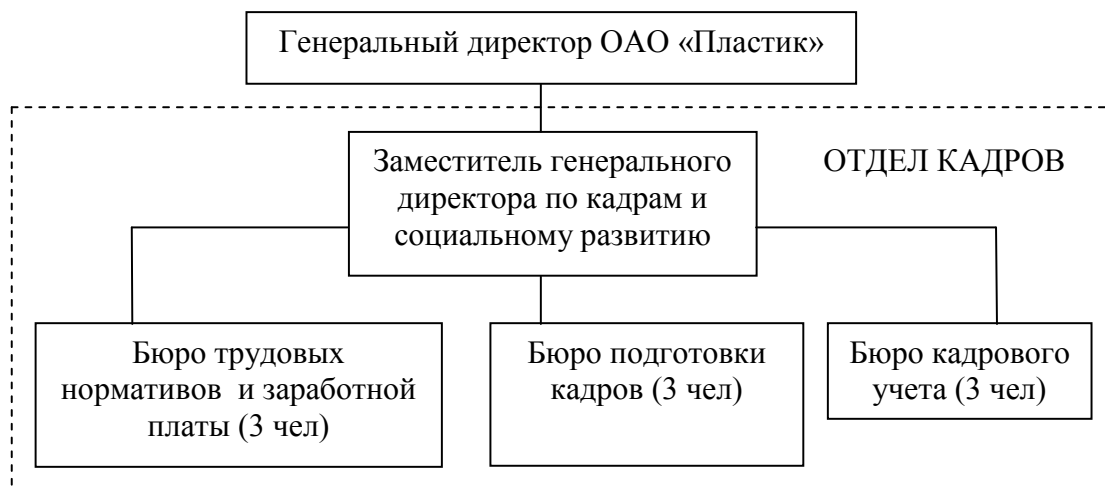 Генеральный директор ОАО «Пластик»
Заместитель генерального
директора по кадрам и
социальному развитию
ОТДЕЛ КАДРОВ
Бюро трудовых
нормативов и заработной
платы (3 чел)
Бюро подготовки
кадров (3 чел)
Бюро кадрового
учета (3 чел)